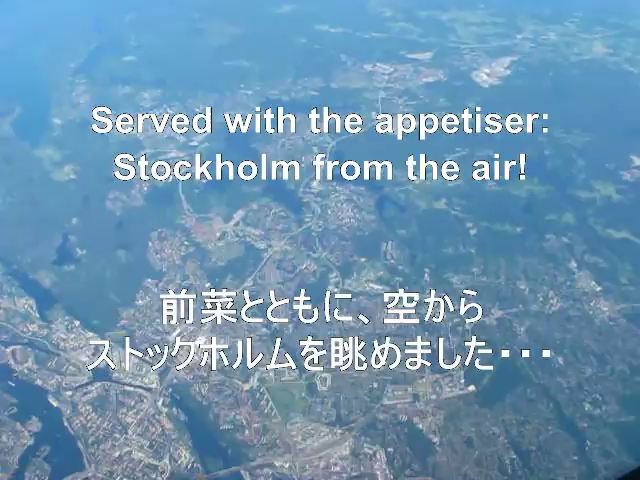 Served with the appetiser:
Stockholm from the air!
前菜とともに、空から
ストックホルムを眺めました・・・